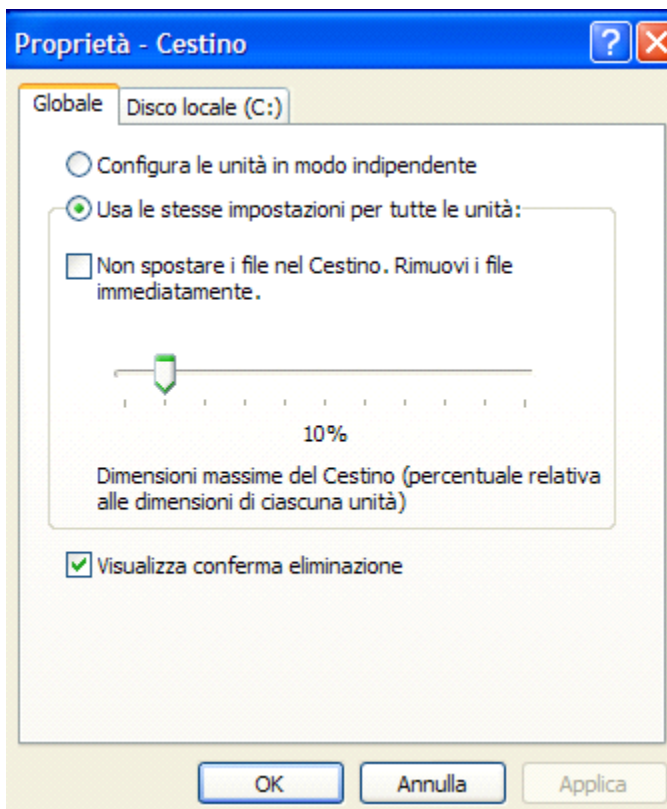 Proprietà - Cestino
?
Globale
Disco locale (C:)
Configura le unità in modo indipendente
Usa le stesse impostazioni per tutte le unità:
Non spostare i file nel Cestino. Rimuovi i file
immediatamente.
10%
Dimensioni massime del Cestino (percentuale relativa
alle dimensioni di ciascuna unità)
Visualizza conferma eliminazione
OK
Annulla
Applica